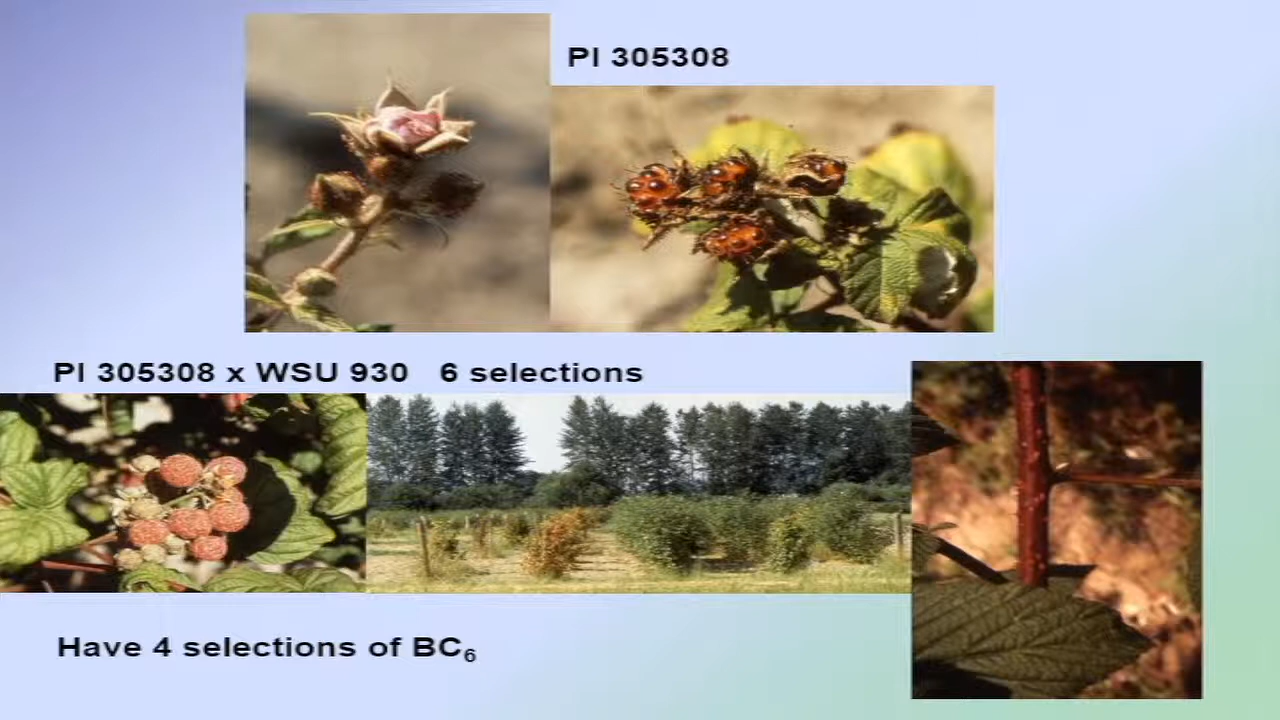 PI 305308
PI 305308 x WSU 930   6 selections
Have 4 selections of BC₆